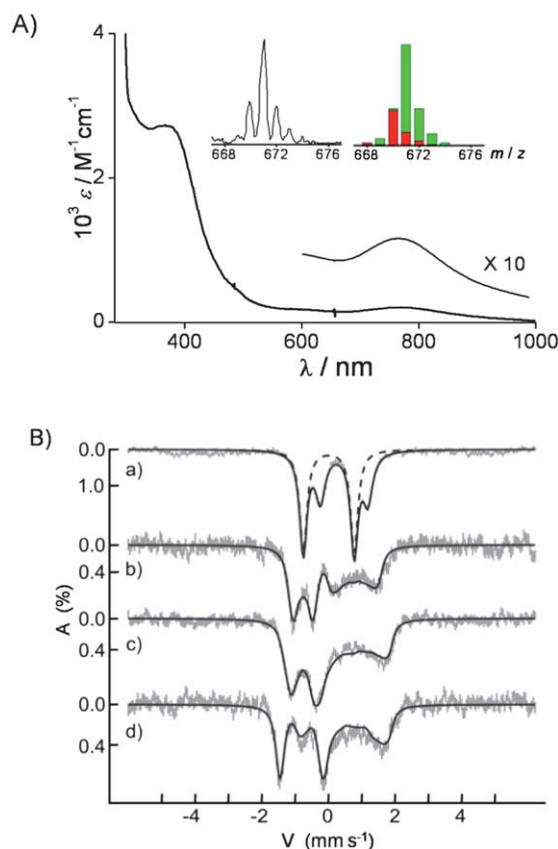 A)
4
2
0
10³ ε / M⁻¹cm⁻¹
668 672 676
668 672 676 m / z
X 10
400 600 800 1000
λ / nm
B)
a)
b)
c)
d)
0.0
1.0
0.0
0.4
0.0
0.4
0.0
0.4
A (%)
-4 -2 0 2 4
V (mm s⁻¹)